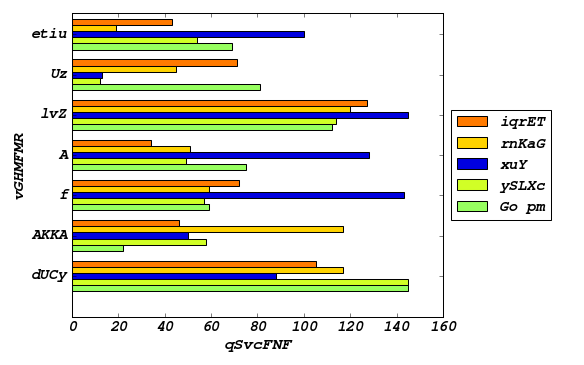 etiu
Uz
lvZ
A
f
AKKA
dUCy
vGHMFMR
0 20 40 60 80 100 120 140 160
qSvcFNF
iqrET
rnKaG
xuY
ySLXc
Go pm